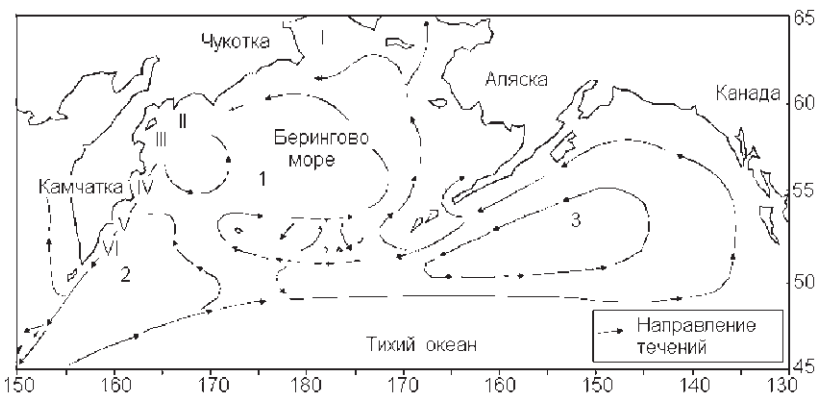 Чукотка
I
65
Аляска
Канада
II
60
III
Берингово
море
Камчатка
IV
1
55
V
3
VI
2
50
Направление
течений
Тихий океан
45
150
160
170
180
170
160
150
140
130